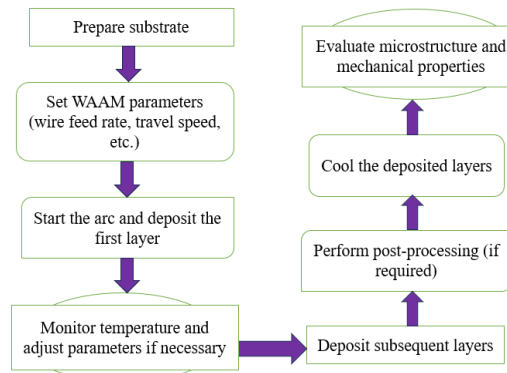 Prepare substrate
Set WAAM parameters
(wire feed rate, travel speed,
etc.)
Start the arc and deposit the
first layer
Monitor temperature and
adjust parameters if necessary
Deposit subsequent layers
Perform post-processing (if
required)
Cool the deposited layers
Evaluate microstructure and
mechanical properties